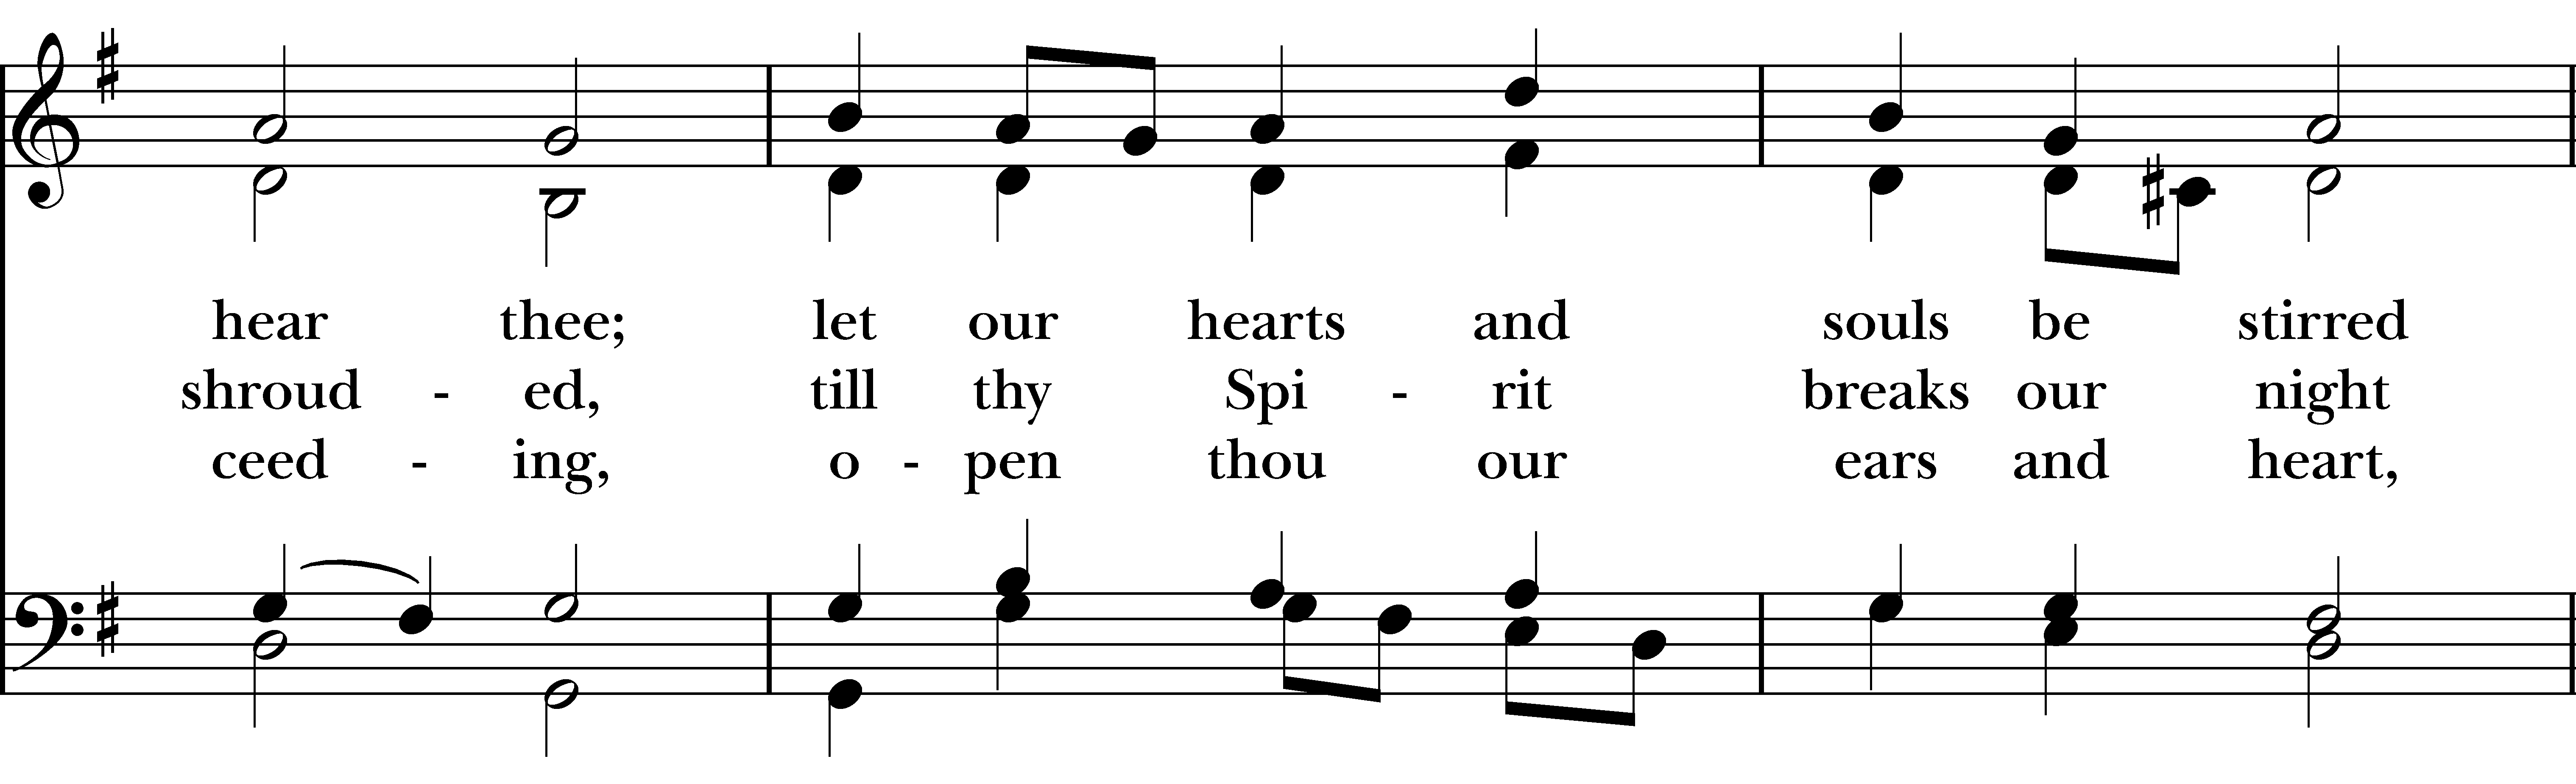 hear thee; let our hearts and souls be stirred
shroud - ed, till thy Spi - rit breaks our night
ceed - ing, o - pen thou our ears and heart,